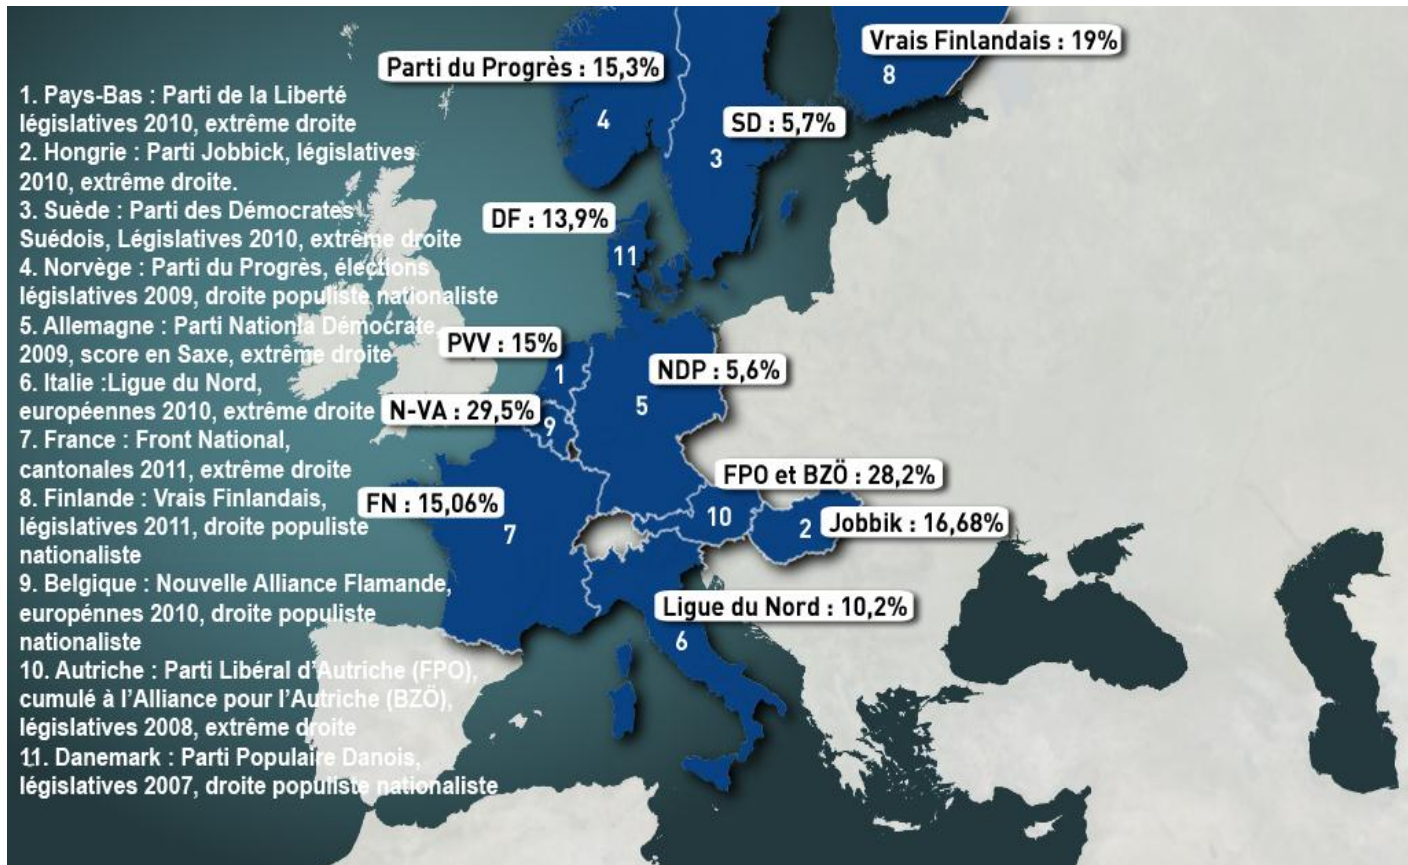 1. Pays-Bas : Parti de la Liberté
législatives 2010, extrême droite
2. Hongrie : Parti Jobbick, législatives
2010, extrême droite.
3. Suède : Parti des Démocrates
Suédois, Législatives 2010, extrême droite
4. Norvège : Parti du Progrès, élections
législatives 2009, droite populiste nationaliste
5. Allemagne : Parti Nationla Démocrate,
2009, score en Saxe, extrême droite
6. Italie :Ligue du Nord,
européennes 2010, extrême droite
7. France : Front National,
cantonales 2011, extrême droite
8. Finlande : Vrais Finlandais,
législatives 2011, droite populiste
nationaliste
9. Belgique : Nouvelle Alliance Flamande,
europénnes 2010, droite populiste
nationaliste
10. Autriche : Parti Libéral d'Autriche (FPO),
cumulé à l'Alliance pour l'Autriche (BZÖ),
législatives 2008, extrême droite
11. Danemark : Parti Populaire Danois,
législatives 2007, droite populiste nationaliste
Vrais Finlandais : 19%
8
Parti du Progrès : 15,3%
4
SD : 5,7%
3
DF : 13,9%
11
PVV : 15%
1
NDP : 5,6%
5
N-VA : 29,5%
9
FPO et BZÖ : 28,2%
10
FN : 15,06%
7
Jobbik : 16,68%
2
Ligue du Nord : 10,2%
6